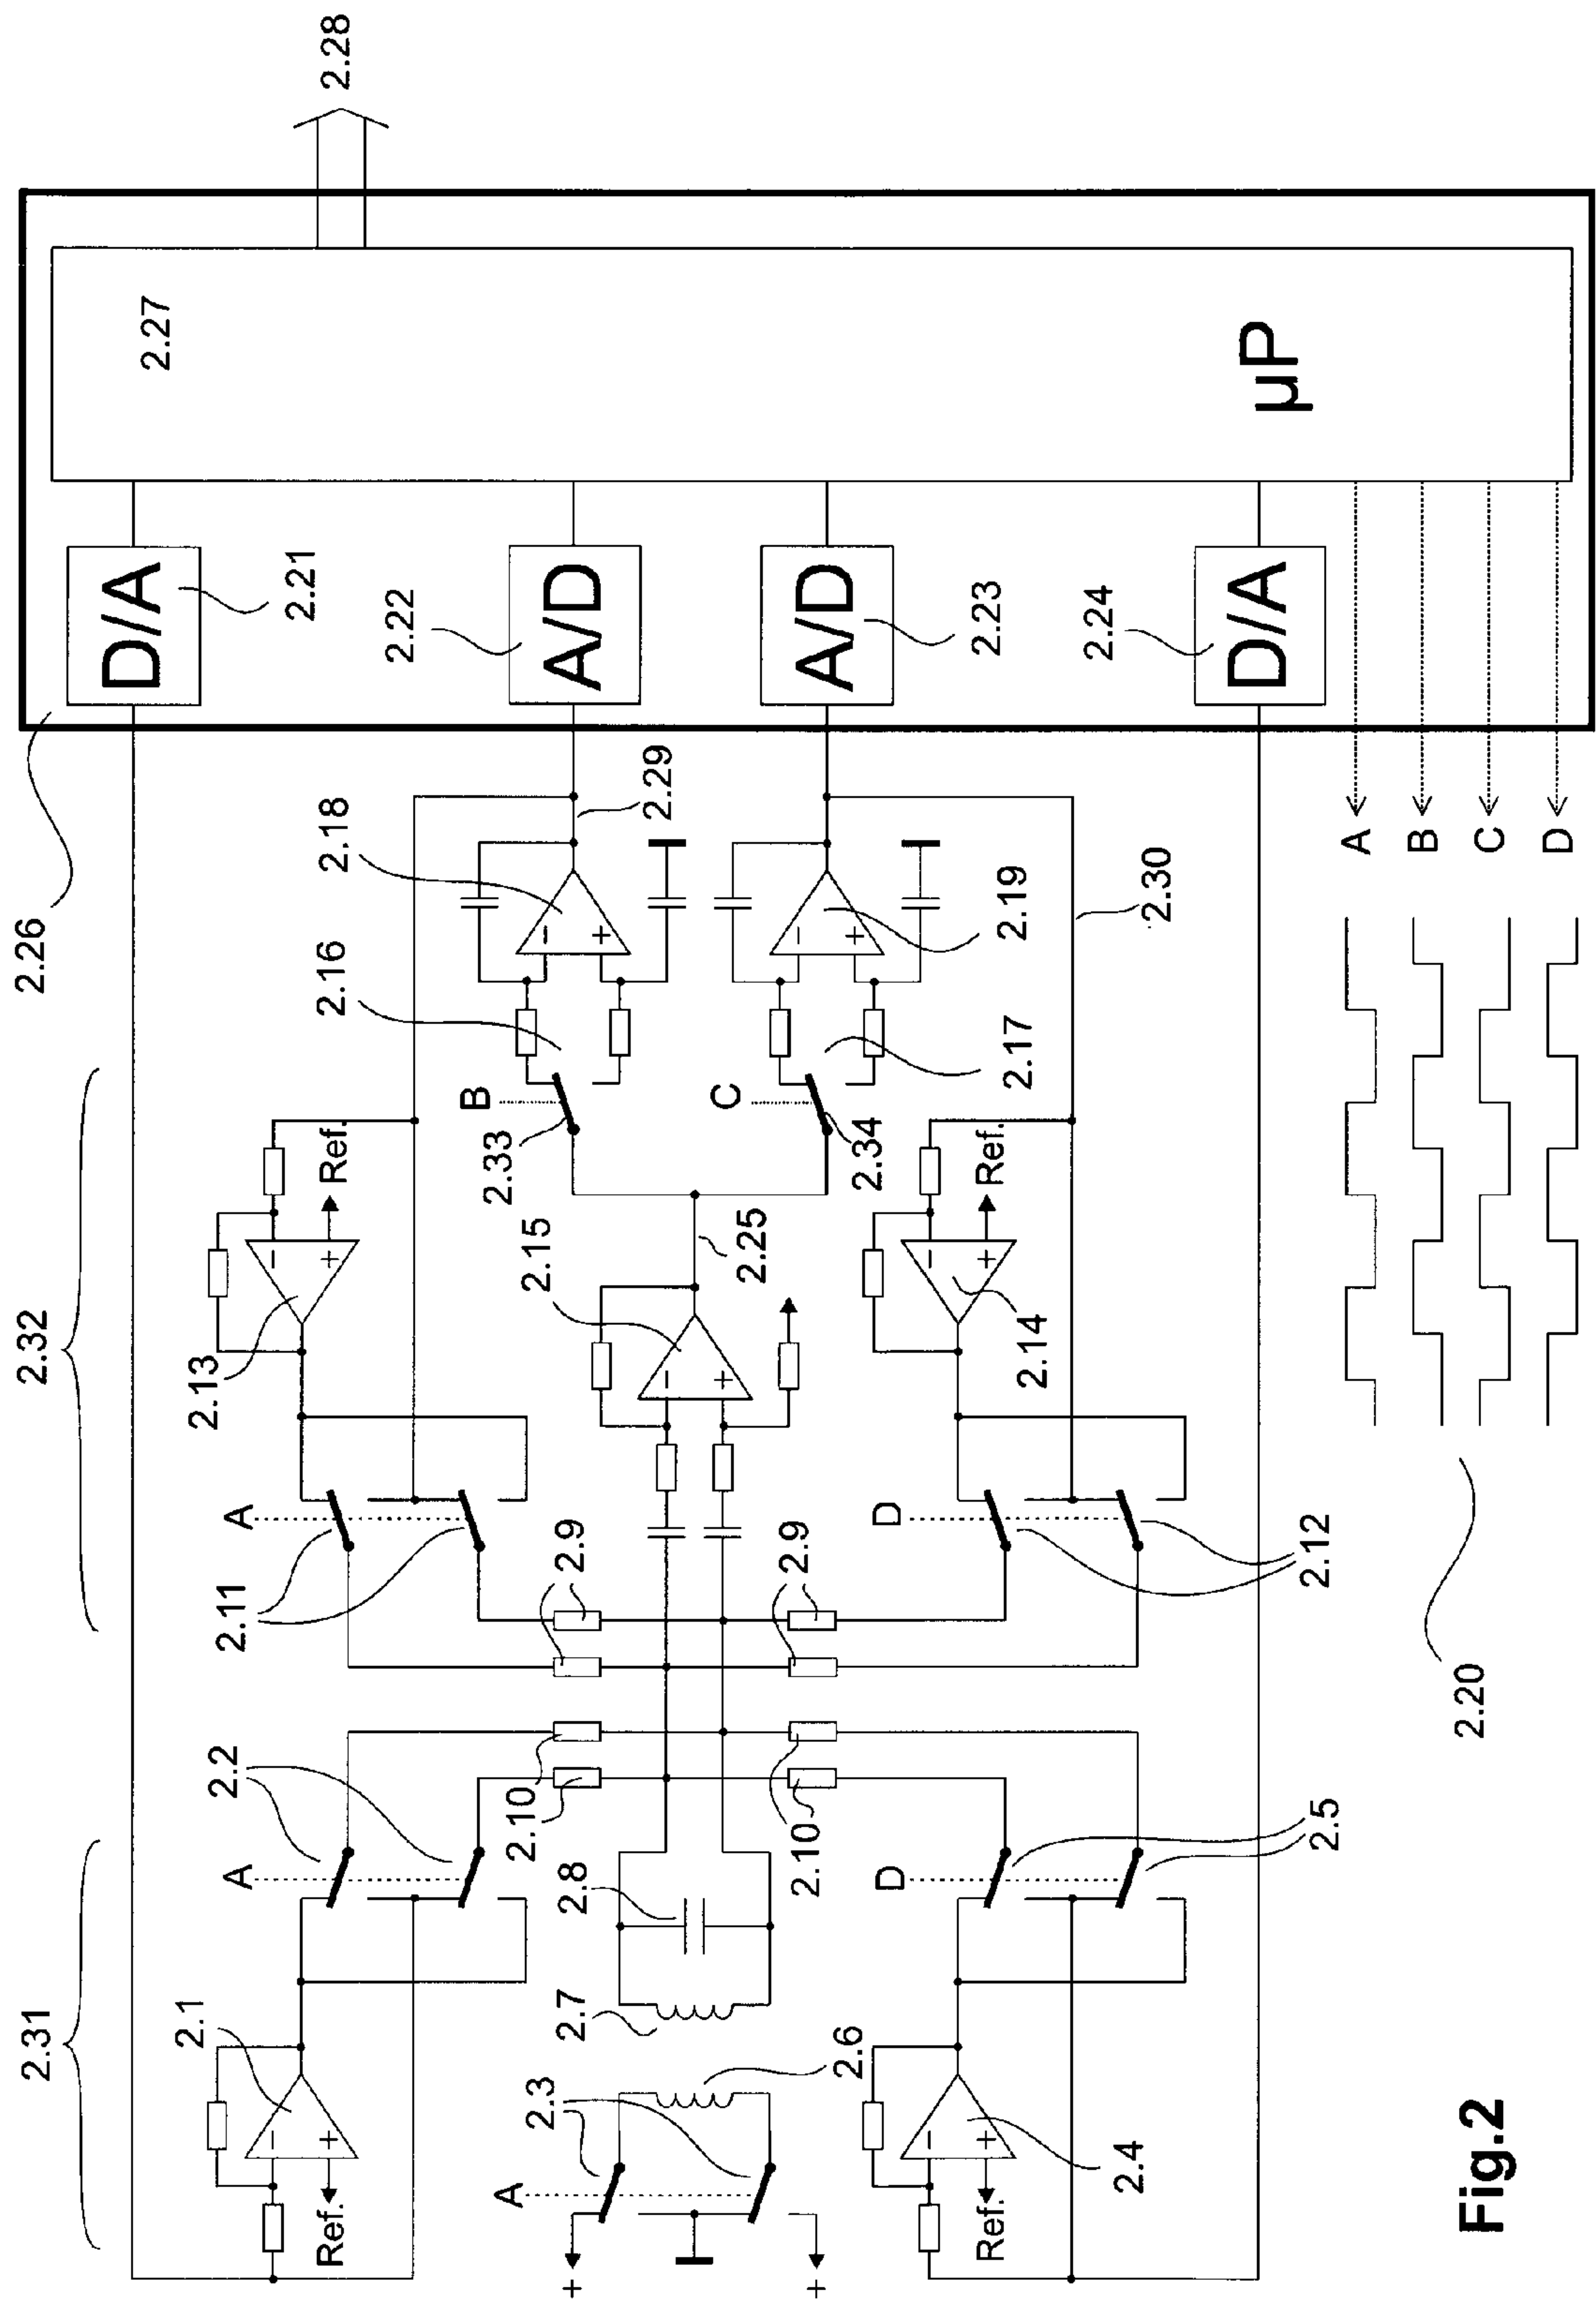 2.28
2.27
µP
D/A
2.21
2.22
A/D
A/D
2.23
2.24
D/A
2.26
2.29
2.18
2.16
2.19
2.30
A
B
C
D
2.32
B
2.33
C
2.34
2.17
Ref.
Ref.
2.13
2.15
2.25
2.14
−
+
−
+
−
+
−
+
−
+
A
D
2.11
2.9
2.9
2.12
2.20
2.31
2.2
2.10
2.10
2.5
A
D
2.8
2.7
2.1
2.6
2.3
A
2.4
−
+
−
+
Ref.
Ref.
+
+
Fig.2